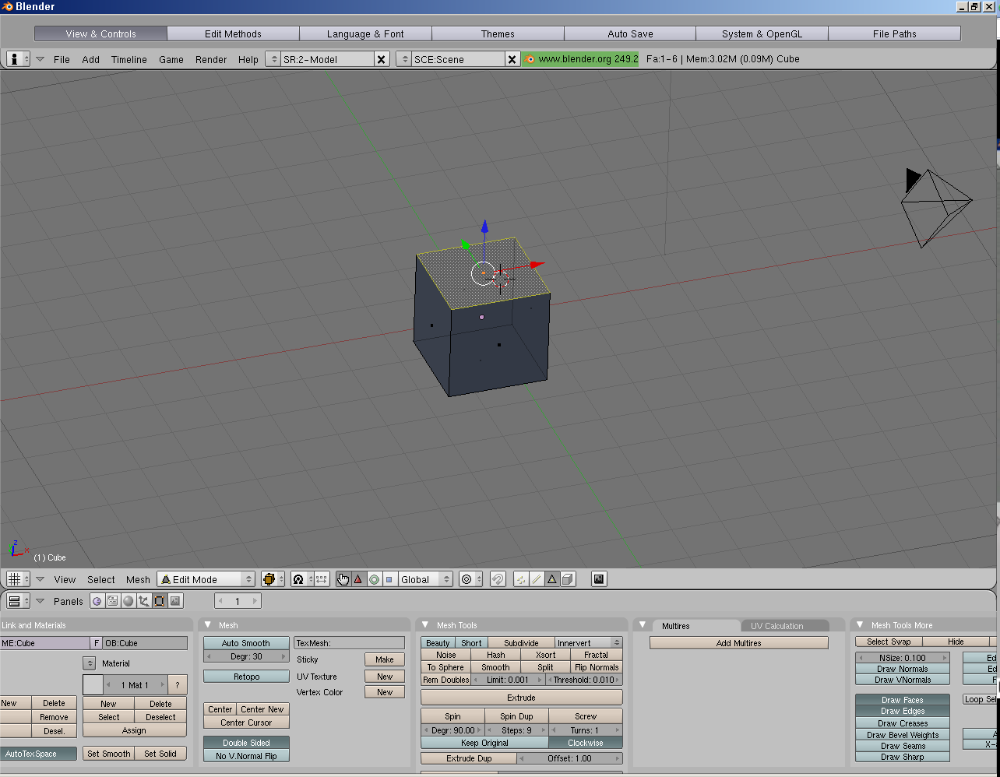 Blender
View & Controls Edit Methods Language & Font Themes Auto Save System & OpenGL File Paths
File Add Timeline Game Render Help SR:2-Model SCE:Scene www.blender.org 249.2 Fa:1-6 | Mem:3.02M (0.09M) Cube
z
x
(1) Cube
View Select Mesh Edit Mode Global
Panels 1
Link and Materials
ME:Cube F OB:Cube
Material
1 Mat 1 ?
New Delete New Delete
Remove Select Deselect
Desel. Assign
AutoTexSpace Set Smooth Set Solid
Mesh
Auto Smooth TexMesh:
Degr: 30 Sticky Make
Retopo UV Texture New
Vertex Color New
Center Center New
Center Cursor
Double Sided
No V.Normal Flip
Mesh Tools
Beauty Short Subdivide Innervert
Noise Hash Xsort Fractal
To Sphere Smooth Split Flip Normals
Rem Doubles Limit: 0.001 Threshold: 0.010
Extrude
Spin Spin Dup Screw
Degr: 90.00 Steps: 9 Turns: 1
Keep Original Clockwise
Extrude Dup Offset: 1.00
Multires UV Calculation
Add Multires
Mesh Tools More
Select Swap Hide
NSize: 0.100 Ed
Draw Normals Ed
Draw VNormals F
Draw Faces Loop Sel
Draw Edges
Draw Creases
Draw Bevel Weights
Draw Seams X-
Draw Sharp